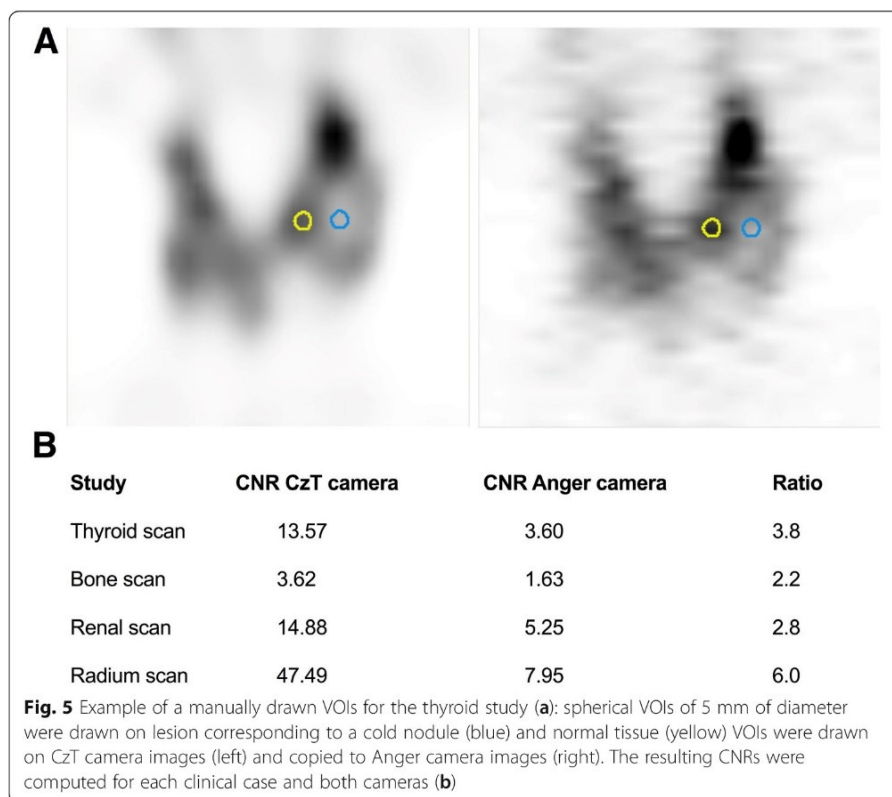 A
B
Study CNR CzT camera CNR Anger camera Ratio
Thyroid scan 13.57 3.60 3.8
Bone scan 3.62 1.63 2.2
Renal scan 14.88 5.25 2.8
Radium scan 47.49 7.95 6.0
Fig. 5 Example of a manually drawn VOIs for the thyroid study (a): spherical VOIs of 5 mm of diameter
were drawn on lesion corresponding to a cold nodule (blue) and normal tissue (yellow) VOIs were drawn
on CzT camera images (left) and copied to Anger camera images (right). The resulting CNRs were
computed for each clinical case and both cameras (b)